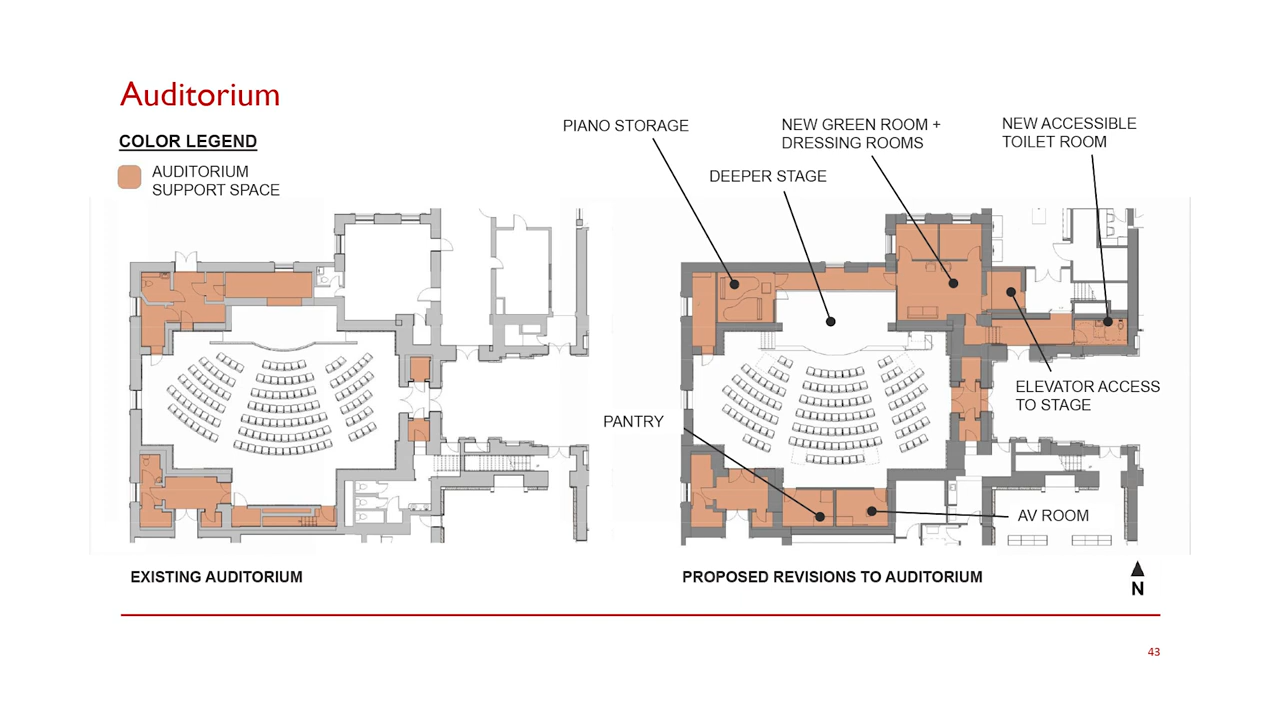 Auditorium
COLOR LEGEND
AUDITORIUM
SUPPORT SPACE
PIANO STORAGE
DEEPER STAGE
NEW GREEN ROOM +
DRESSING ROOMS
NEW ACCESSIBLE
TOILET ROOM
ELEVATOR ACCESS
TO STAGE
PANTRY
AV ROOM
EXISTING AUDITORIUM
PROPOSED REVISIONS TO AUDITORIUM
N
43